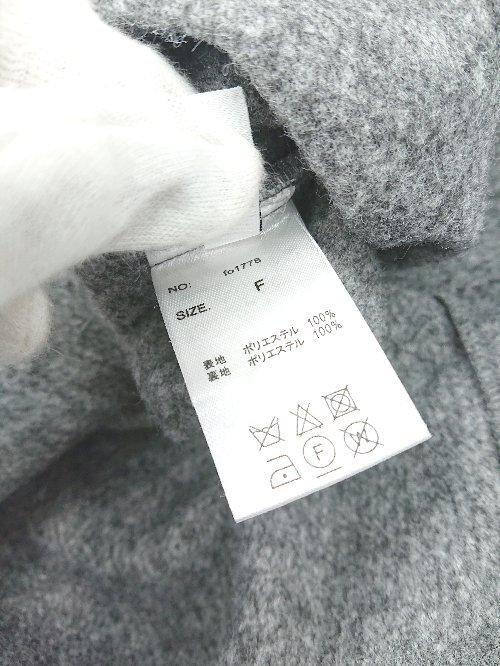 NO: fo1778
SIZE. F
表地 ポリエステル 100%
裏地 ポリエステル 100%
F
W